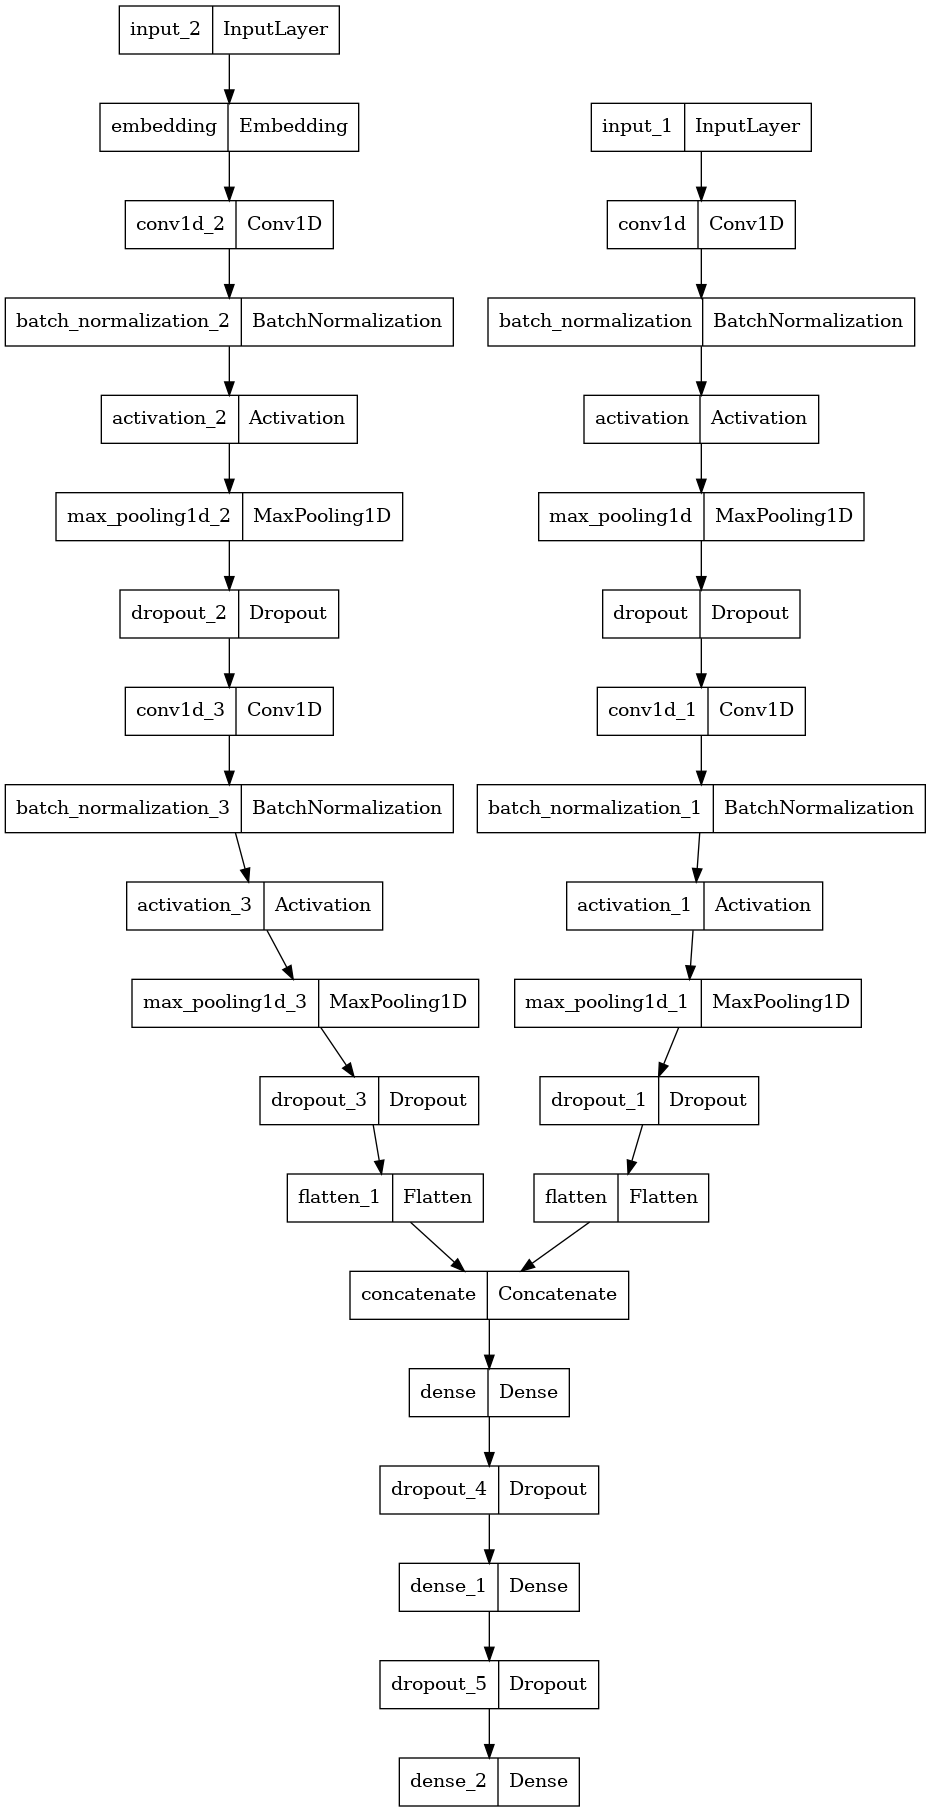 input_2 InputLayer
embedding Embedding
input_1 InputLayer
conv1d_2 Conv1D
conv1d Conv1D
batch_normalization_2 BatchNormalization
batch_normalization BatchNormalization
activation_2 Activation
activation Activation
max_pooling1d_2 MaxPooling1D
max_pooling1d MaxPooling1D
dropout_2 Dropout
dropout Dropout
conv1d_3 Conv1D
conv1d_1 Conv1D
batch_normalization_3 BatchNormalization
batch_normalization_1 BatchNormalization
activation_3 Activation
activation_1 Activation
max_pooling1d_3 MaxPooling1D
max_pooling1d_1 MaxPooling1D
dropout_3 Dropout
dropout_1 Dropout
flatten_1 Flatten
flatten Flatten
concatenate Concatenate
dense Dense
dropout_4 Dropout
dense_1 Dense
dropout_5 Dropout
dense_2 Dense